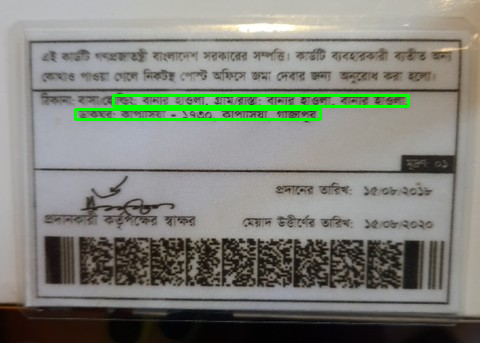 এই কার্ডটি গণপ্রজাতন্ত্রী বাংলাদেশ সরকারের সম্পত্তি। কার্ডটি ব্যবহারকারী ব্যতীত অন্য
কোথাও পাওয়া গেলে নিকটস্থ পোস্ট অফিসে জমা দেবার জন্য অনুরোধ করা হলো।
ঠিকানা: বাসা/হোল্ডিং: বানার হাওলা, গ্রাম/রাস্তা: বানার হাওলা, বানার হাওলা,
ডাকঘর: কাপাসিয়া - ১৭৩০, কাপাসিয়া, গাজীপুর
মুদ্রণ: ০১
প্রদানের তারিখ: ১৫/০৮/২০১৮
প্রদানকারী কর্তৃপক্ষের স্বাক্ষর মেয়াদ উত্তীর্ণের তারিখ: ১৫/০৮/২০২০